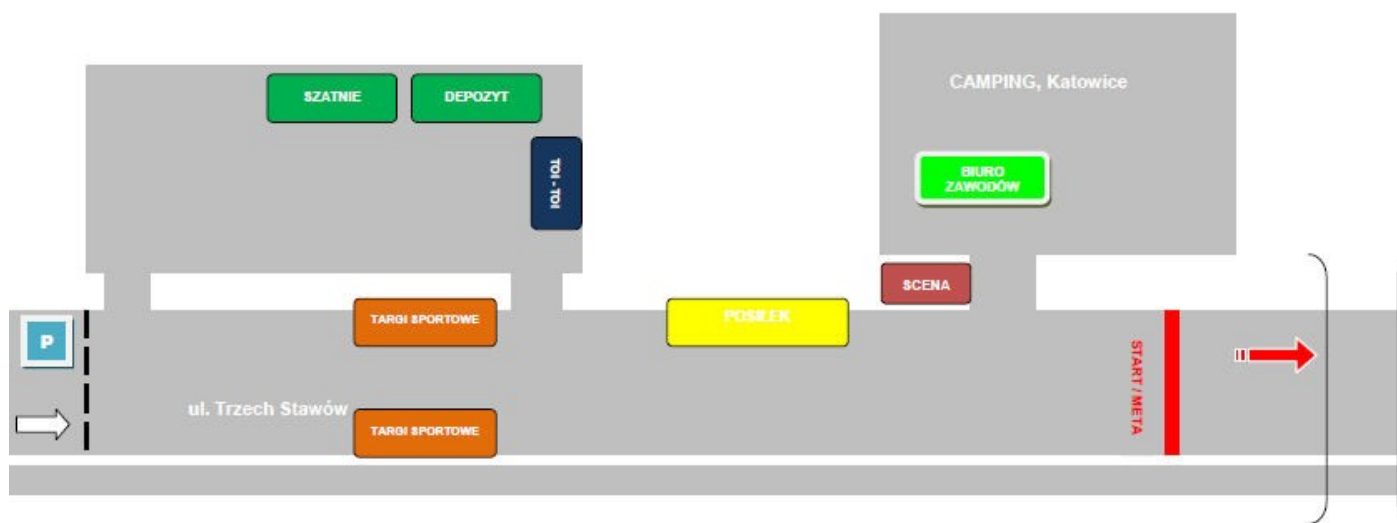 CAMPING, Katowice
SZATNIE
DEPOZYT
TOI - TOI
BIURO
ZAWODÓW
SCENA
TARGI SPORTOWE
POSIŁEK
P
START / META
ul. Trzech Stawów
TARGI SPORTOWE